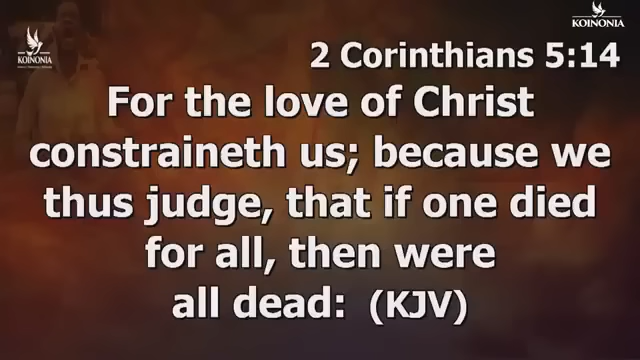 KOINONIA
KOINONIA
2 Corinthians 5:14
For the love of Christ
constraineth us; because we
thus judge, that if one died
for all, then were
all dead: (KJV)